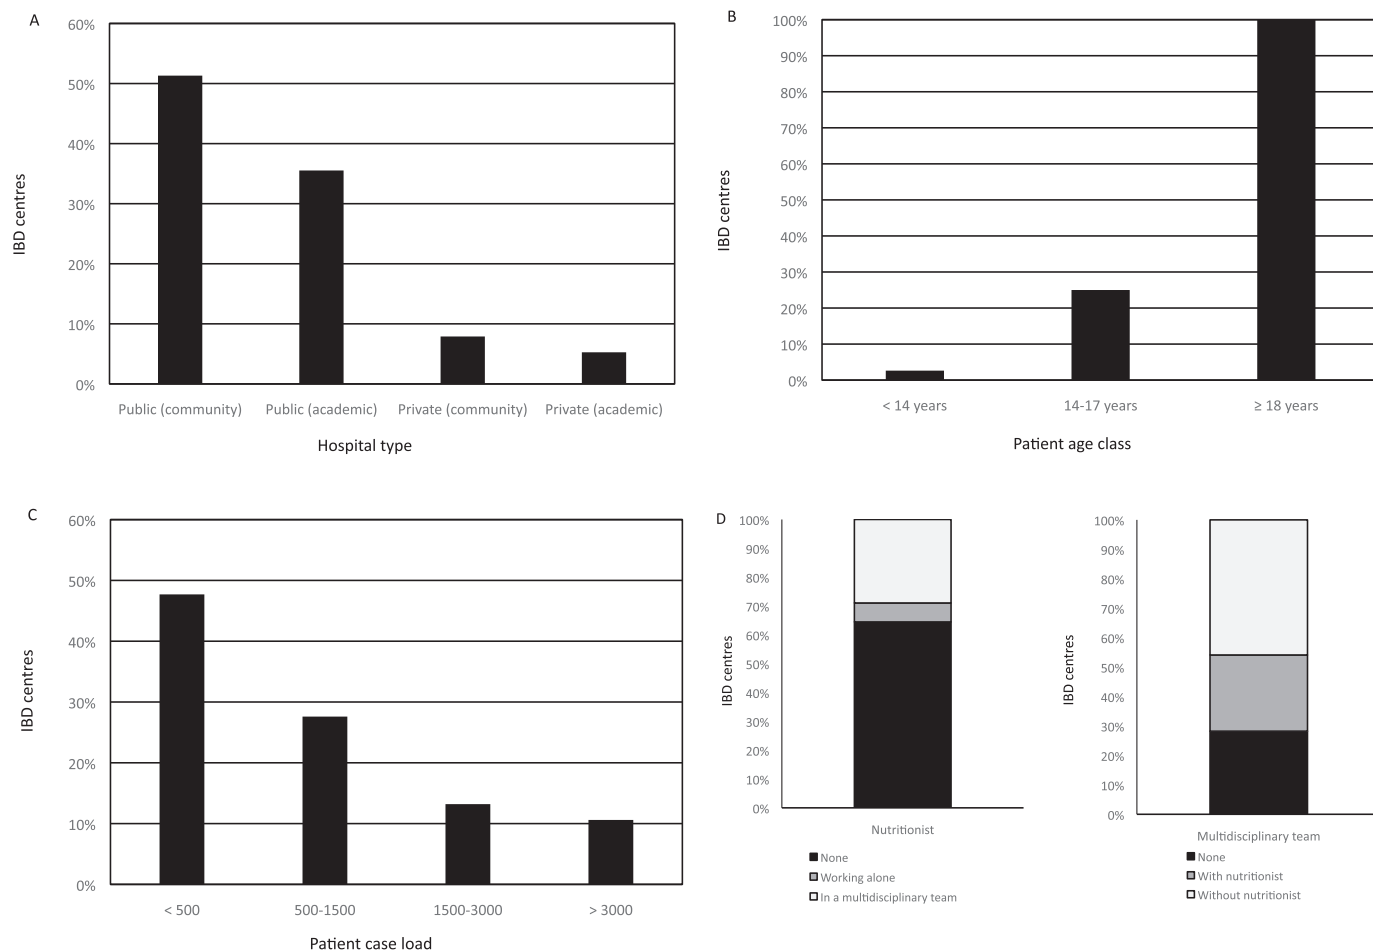 A
60%
50%
40%
30%
20%
10%
0%
IBD centres
Public (community)
Public (academic)
Private (community)
Private (academic)
Hospital type
B
100%
90%
80%
70%
60%
50%
40%
30%
20%
10%
0%
IBD centres
< 14 years
14-17 years
≥ 18 years
Patient age class
C
60%
50%
40%
30%
20%
10%
0%
IBD centres
< 500
500-1500
1500-3000
> 3000
Patient case load
D
100%
90%
80%
70%
60%
50%
40%
30%
20%
10%
0%
IBD centres
Nutritionist
None
Working alone
In a multidisciplinary team
100%
90%
80%
70%
60%
50%
40%
30%
20%
10%
0%
IBD centres
Multidisciplinary team
None
With nutritionist
Without nutritionist